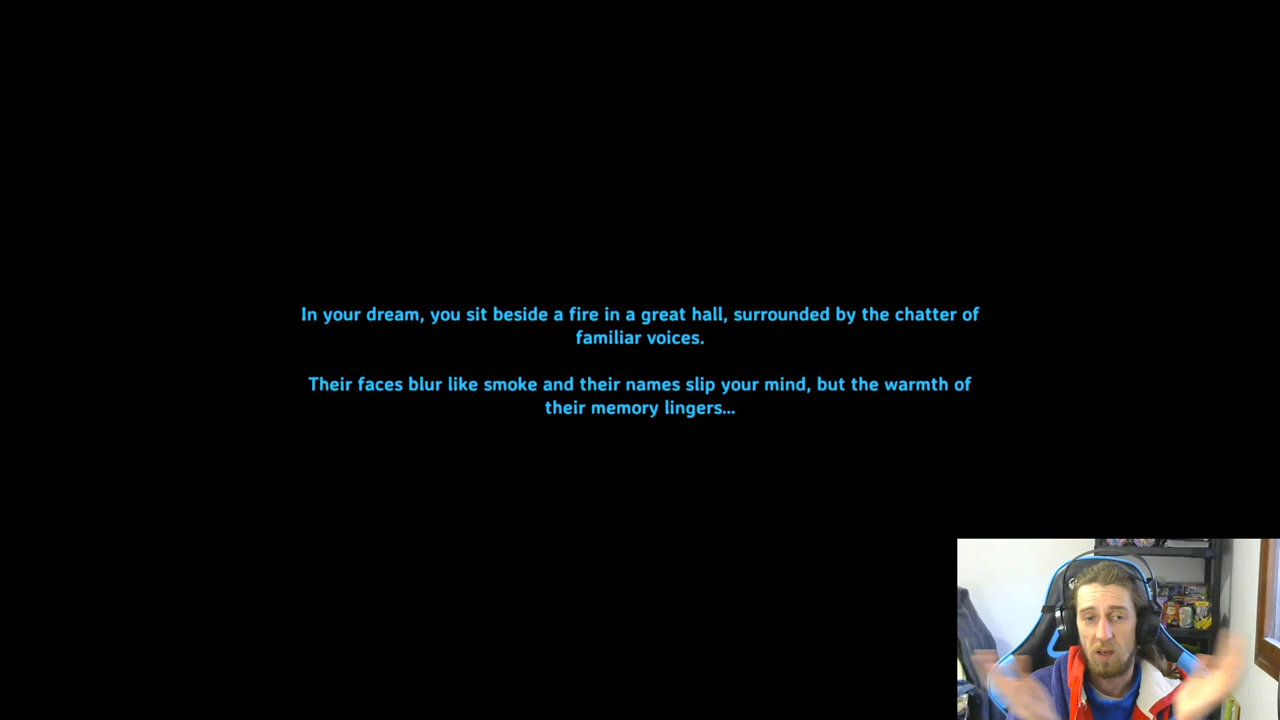 In your dream, you sit beside a fire in a great hall, surrounded by the chatter of
familiar voices.
Their faces blur like smoke and their names slip your mind, but the warmth of
their memory lingers...